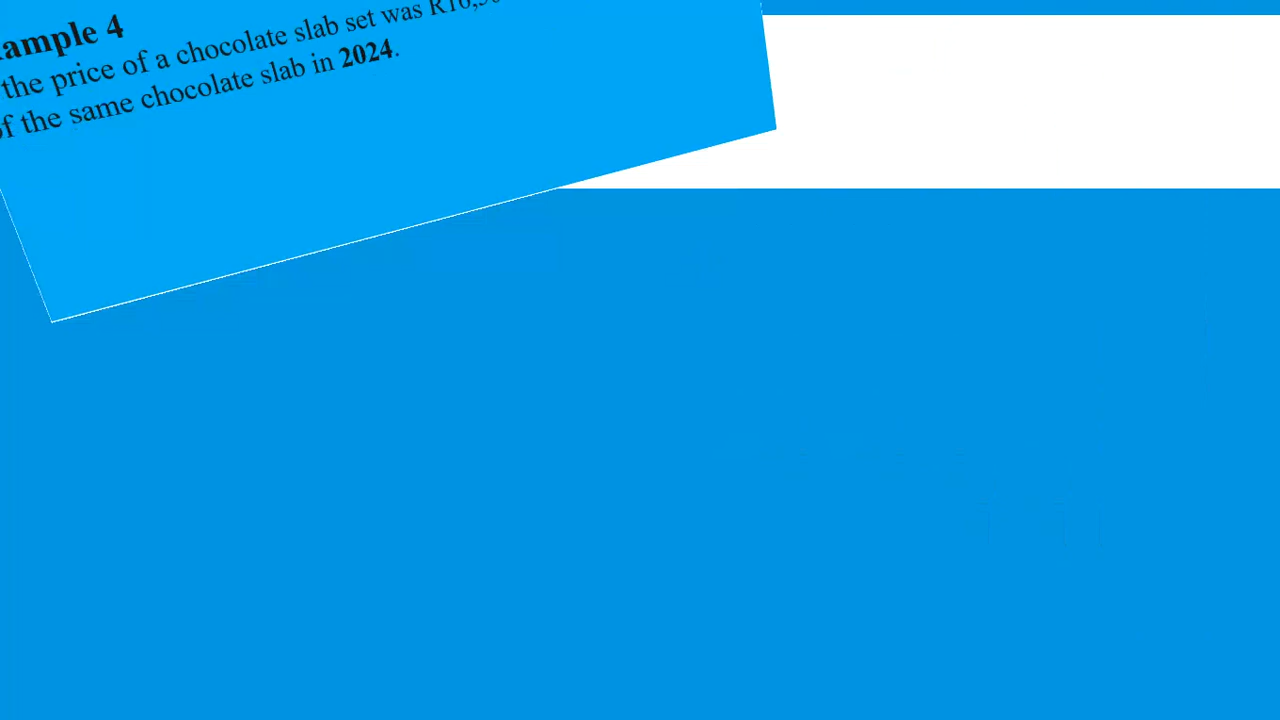 ample 4
the price of a chocolate slab set was
of the same chocolate slab in 2024.